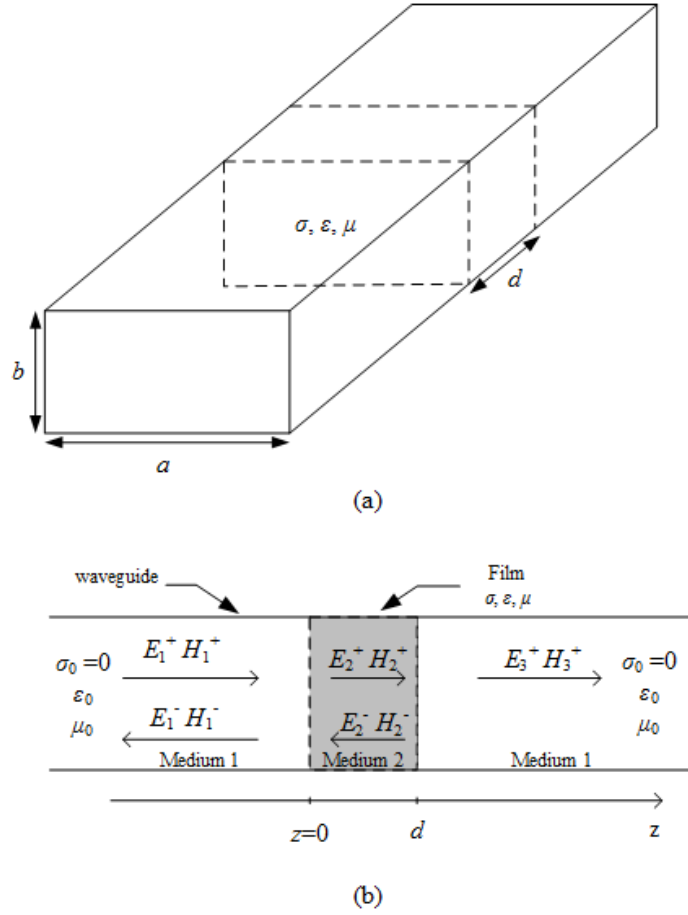 σ, ε, μ
d
b
a
(a)
waveguide
Film
σ, ε, μ
E₁⁺ H₁⁺
E₂⁺ H₂⁺
E₃⁺ H₃⁺
σ₀ =0
ε₀
μ₀
σ₀ =0
ε₀
μ₀
E₁⁻ H₁⁻
E₂⁻ H₂⁻
Medium 1
Medium 2
Medium 1
z=0
d
z
(b)